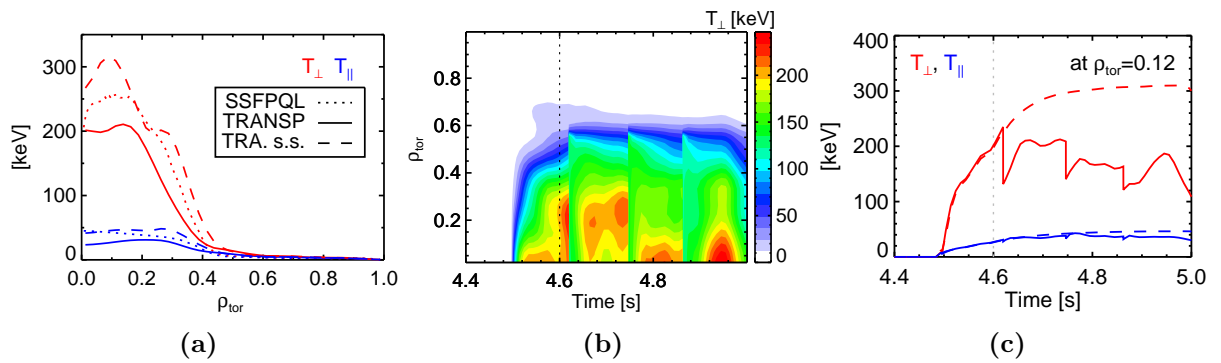 T⊥ T∥
SSFPQL
TRANSP
TRA. s.s.
[keV]
300
200
100
0
0.0 0.2 0.4 0.6 0.8 1.0
ρtor
(a)
T⊥ [keV]
ρtor
0.8
0.6
0.4
0.2
4.4 4.6 4.8
Time [s]
200
150
100
50
0
(b)
T⊥, T∥ at ρtor=0.12
[keV]
400
300
200
100
0
4.4 4.6 4.8 5.0
Time [s]
(c)